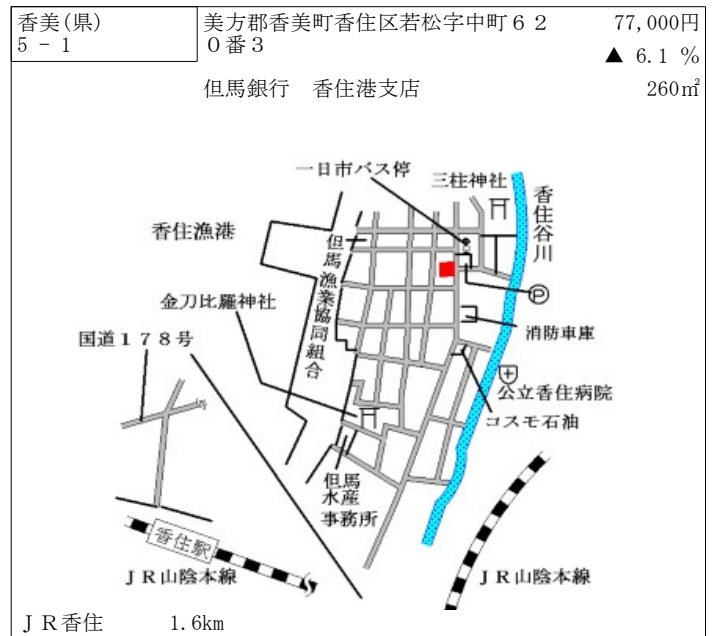 香美(県)
5 - 1
美方郡香美町香住区若松字中町６２
０番３
77,000円
▲ 6.1 %
但馬銀行　香住港支店
260㎡
一日市バス停
三柱神社
香住谷川
香住漁港
但馬漁業協同組合
金刀比羅神社
Ⓟ
国道１７８号
消防車庫
公立香住病院
コスモ石油
但馬
水産
事務所
香住駅
ＪＲ山陰本線
ＪＲ山陰本線
ＪＲ香住　1.6km